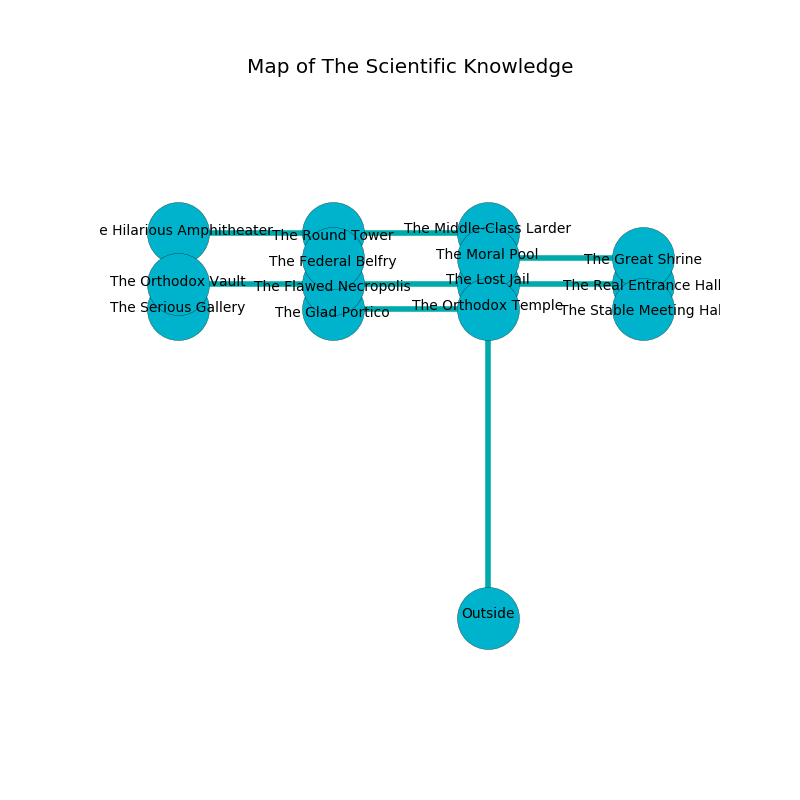 Map of The Scientific Knowledge
e Hilarious Amphitheater
The Round Tower
The Middle-Class Larder
The Federal Belfry
The Moral Pool
The Great Shrine
The Orthodox Vault
The Flawed Necropolis
The Lost Jail
The Real Entrance Hall
The Serious Gallery
The Glad Portico
The Orthodox Temple
The Stable Meeting Hal
Outside